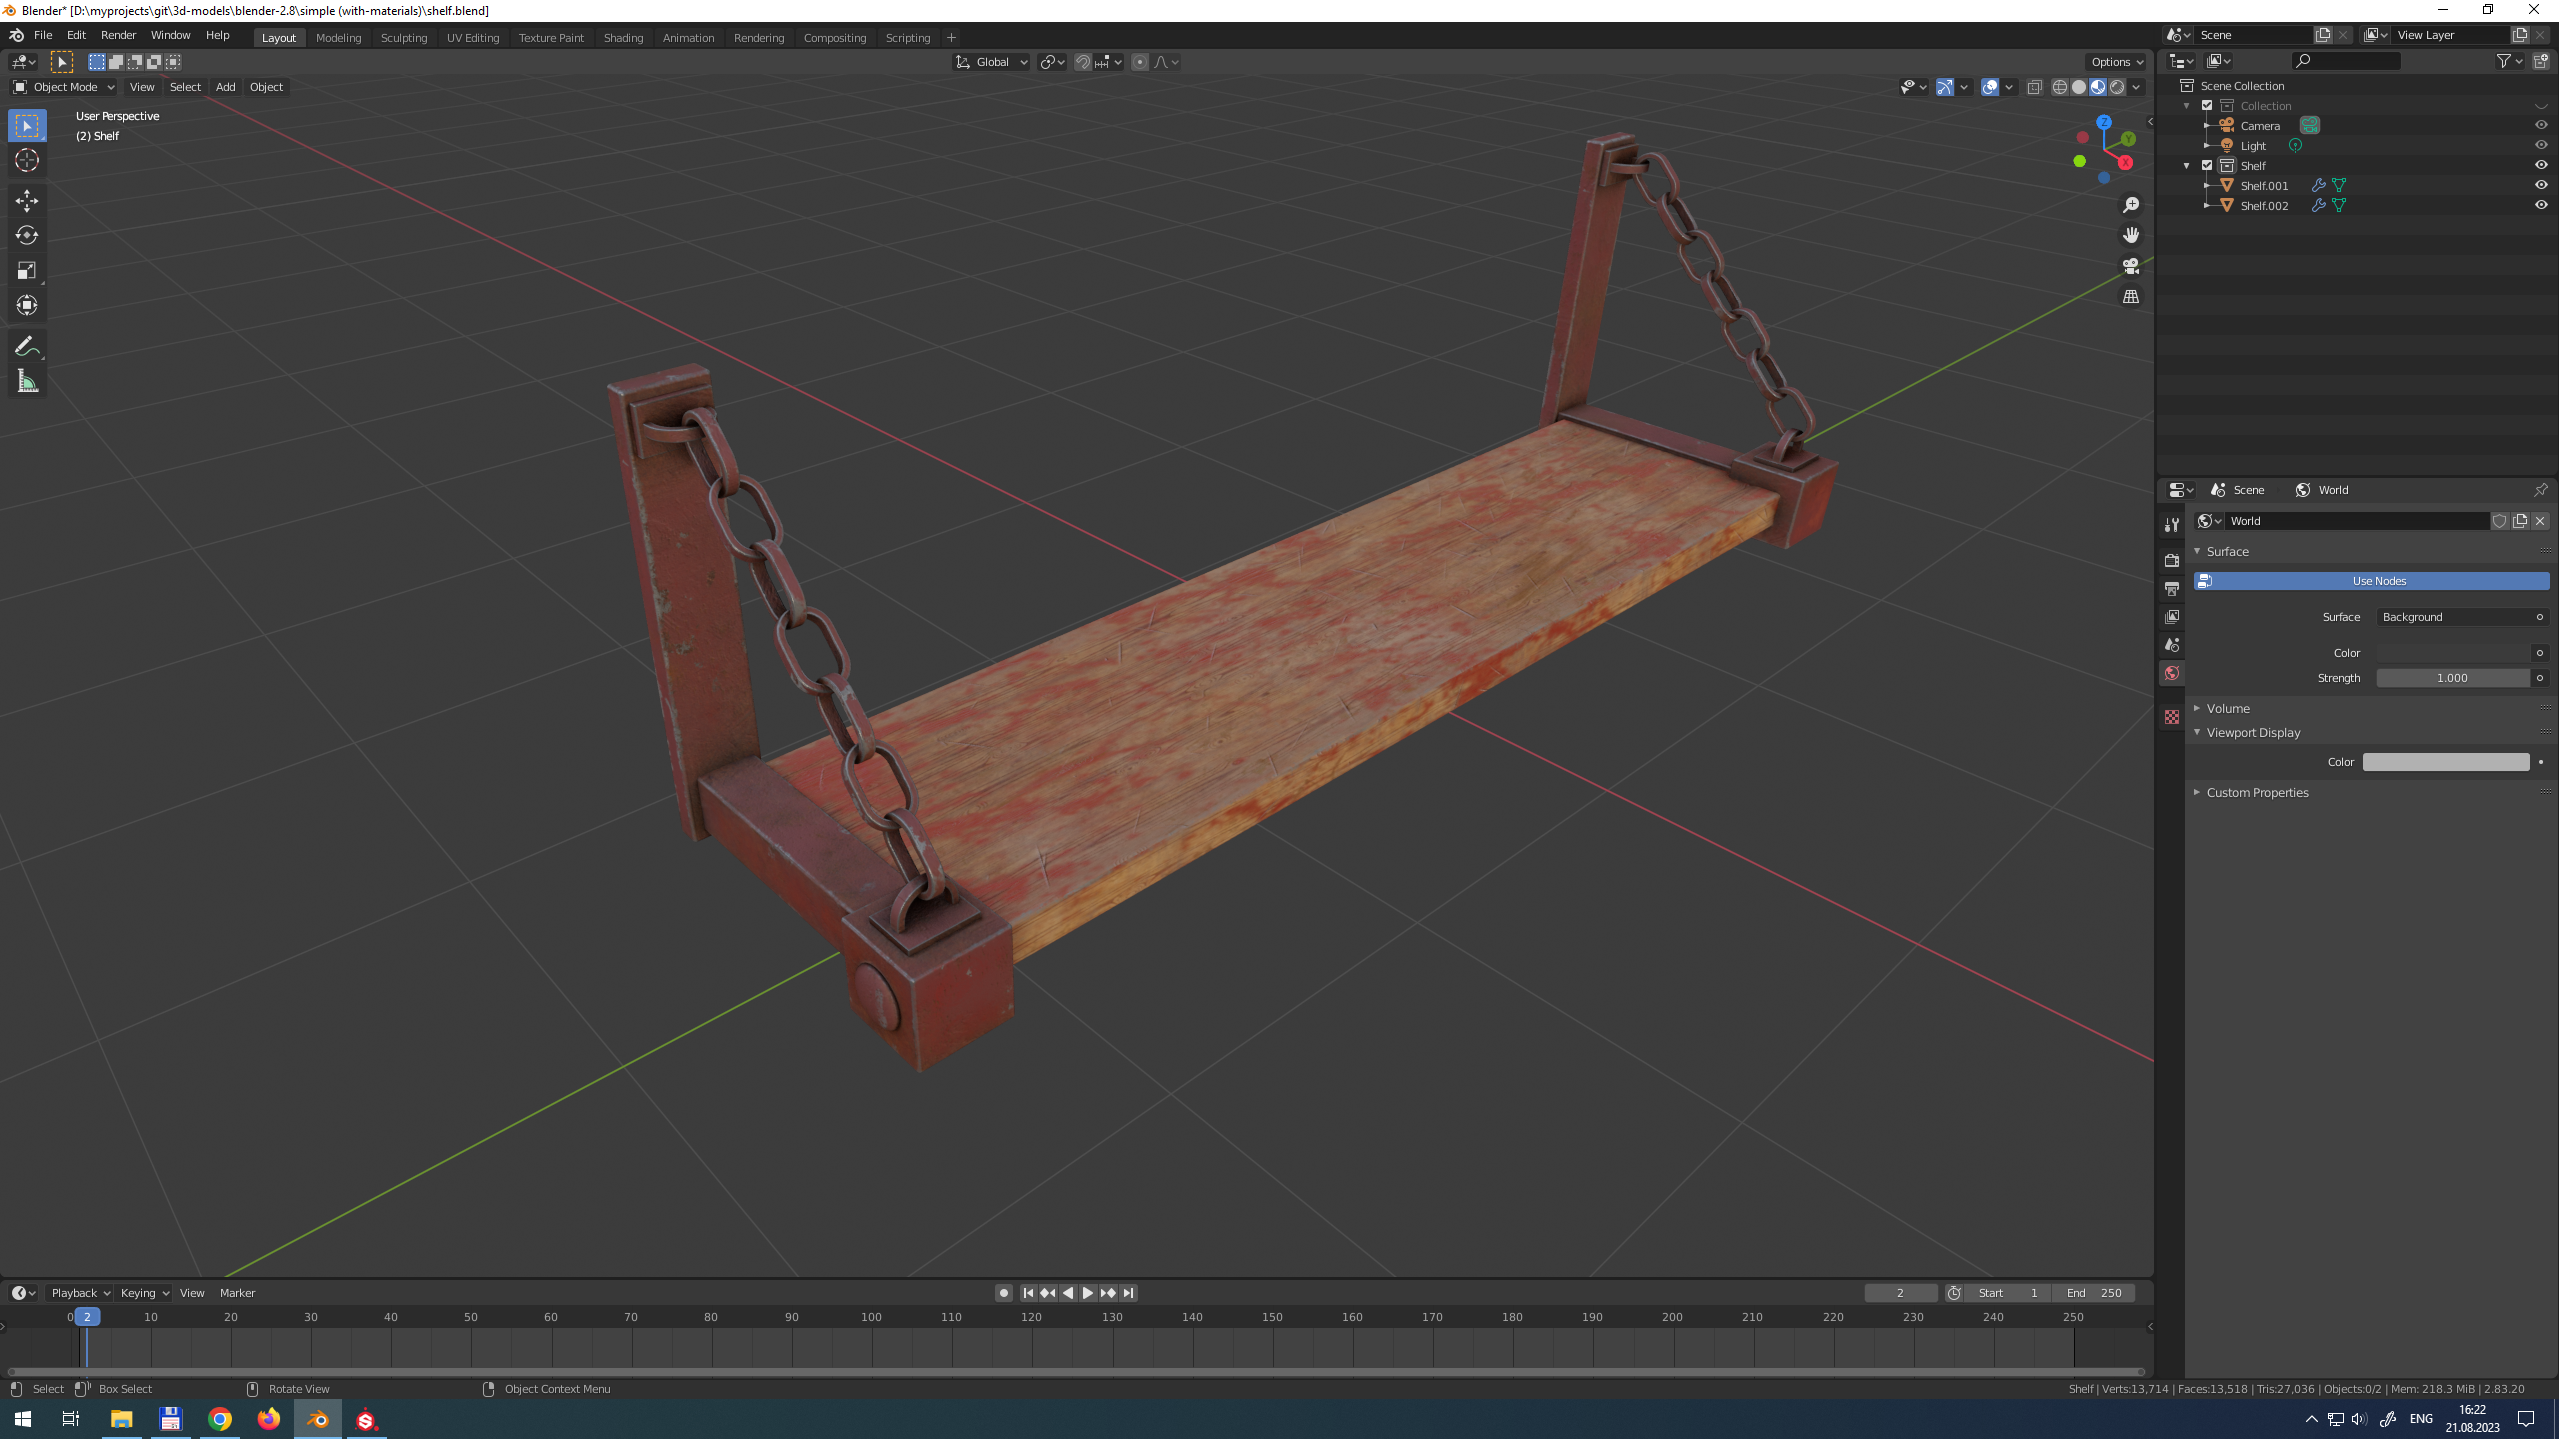 Blender* [D:\myprojects\git\3d-models\blender-2.8\simple (with-materials)\shelf.blend]
File Edit Render Window Help Layout Modeling Sculpting UV Editing Texture Paint Shading Animation Rendering Compositing Scripting + Scene View Layer
Global Options
Object Mode View Select Add Object
User Perspective
(2) Shelf
Z
Y
X
Scene Collection
Collection
Camera
Light
Shelf
Shelf.001
Shelf.002
Scene World
World
Surface
Use Nodes
Surface Background
Color
Strength 1.000
Volume
Viewport Display
Color
Custom Properties
Playback Keying View Marker 2 Start 1 End 250
0 2 10 20 30 40 50 60 70 80 90 100 110 120 130 140 150 160 170 180 190 200 210 220 230 240 250
Select Box Select Rotate View Object Context Menu Shelf | Verts:13,714 | Faces:13,518 | Tris:27,036 | Objects:0/2 | Mem: 218.3 MiB | 2.83.20
ENG 16:22
21.08.2023